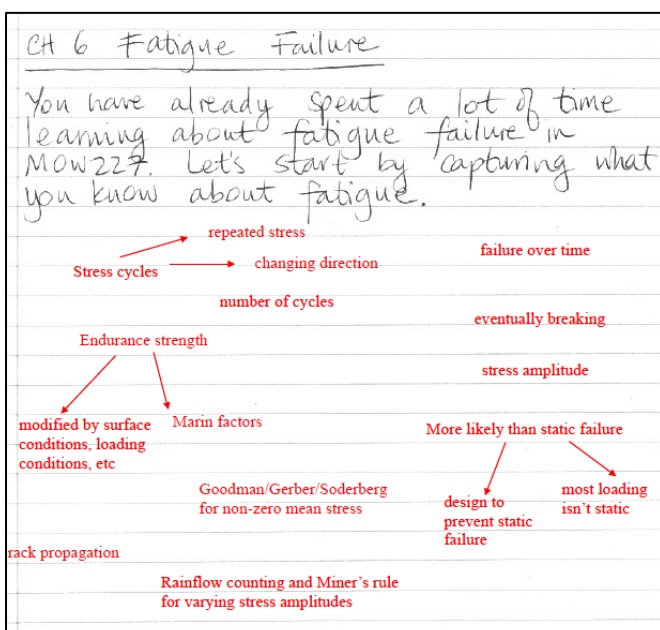 CH 6 Fatigue Failure
You have already spent a lot of time
learning about fatigue failure in
MOW227. Let's start by capturing what
you know about fatigue.
repeated stress
failure over time
Stress cycles
changing direction
number of cycles
eventually breaking
Endurance strength
stress amplitude
modified by surface
conditions, loading
conditions, etc
Marin factors
More likely than static failure
Goodman/Gerber/Soderberg
for non-zero mean stress
design to
prevent static
failure
most loading
isn't static
rack propagation
Rainflow counting and Miner's rule
for varying stress amplitudes